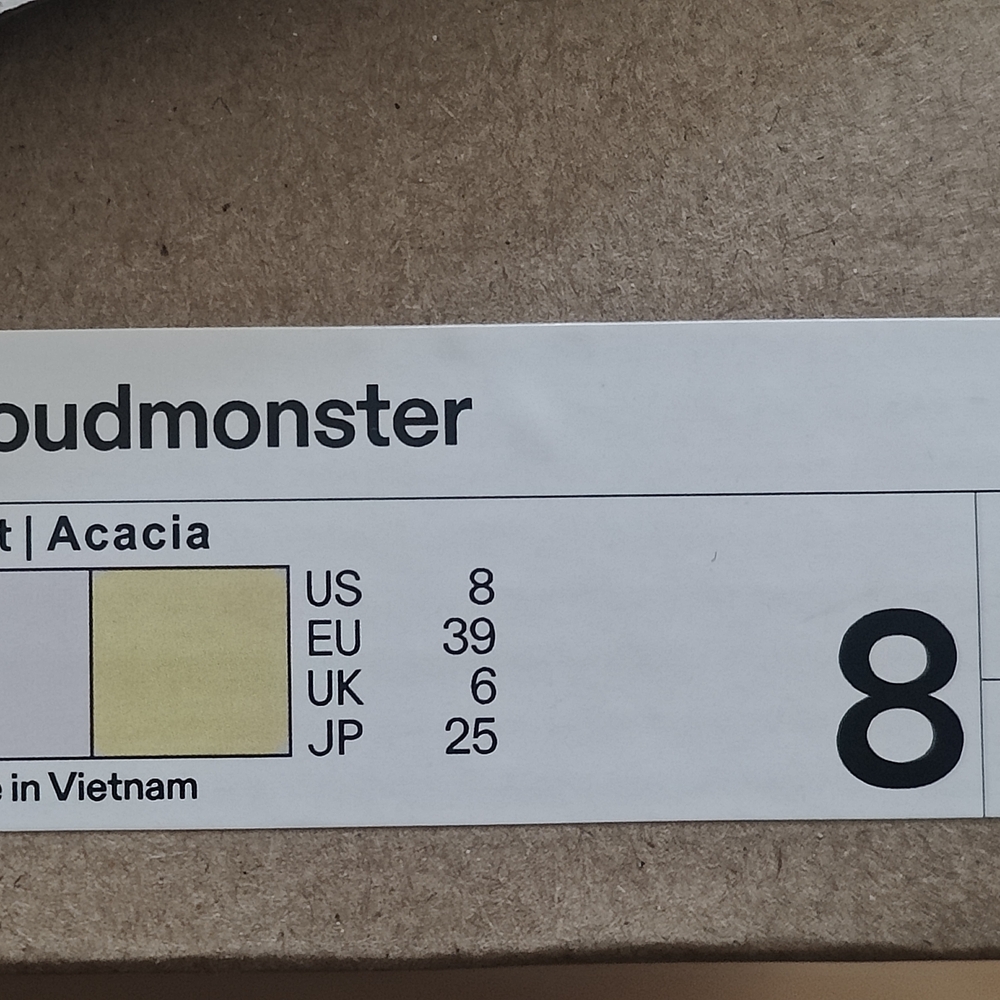 oudmonster
t | Acacia
US 8
EU 39
UK 6
JP 25
8
e in Vietnam